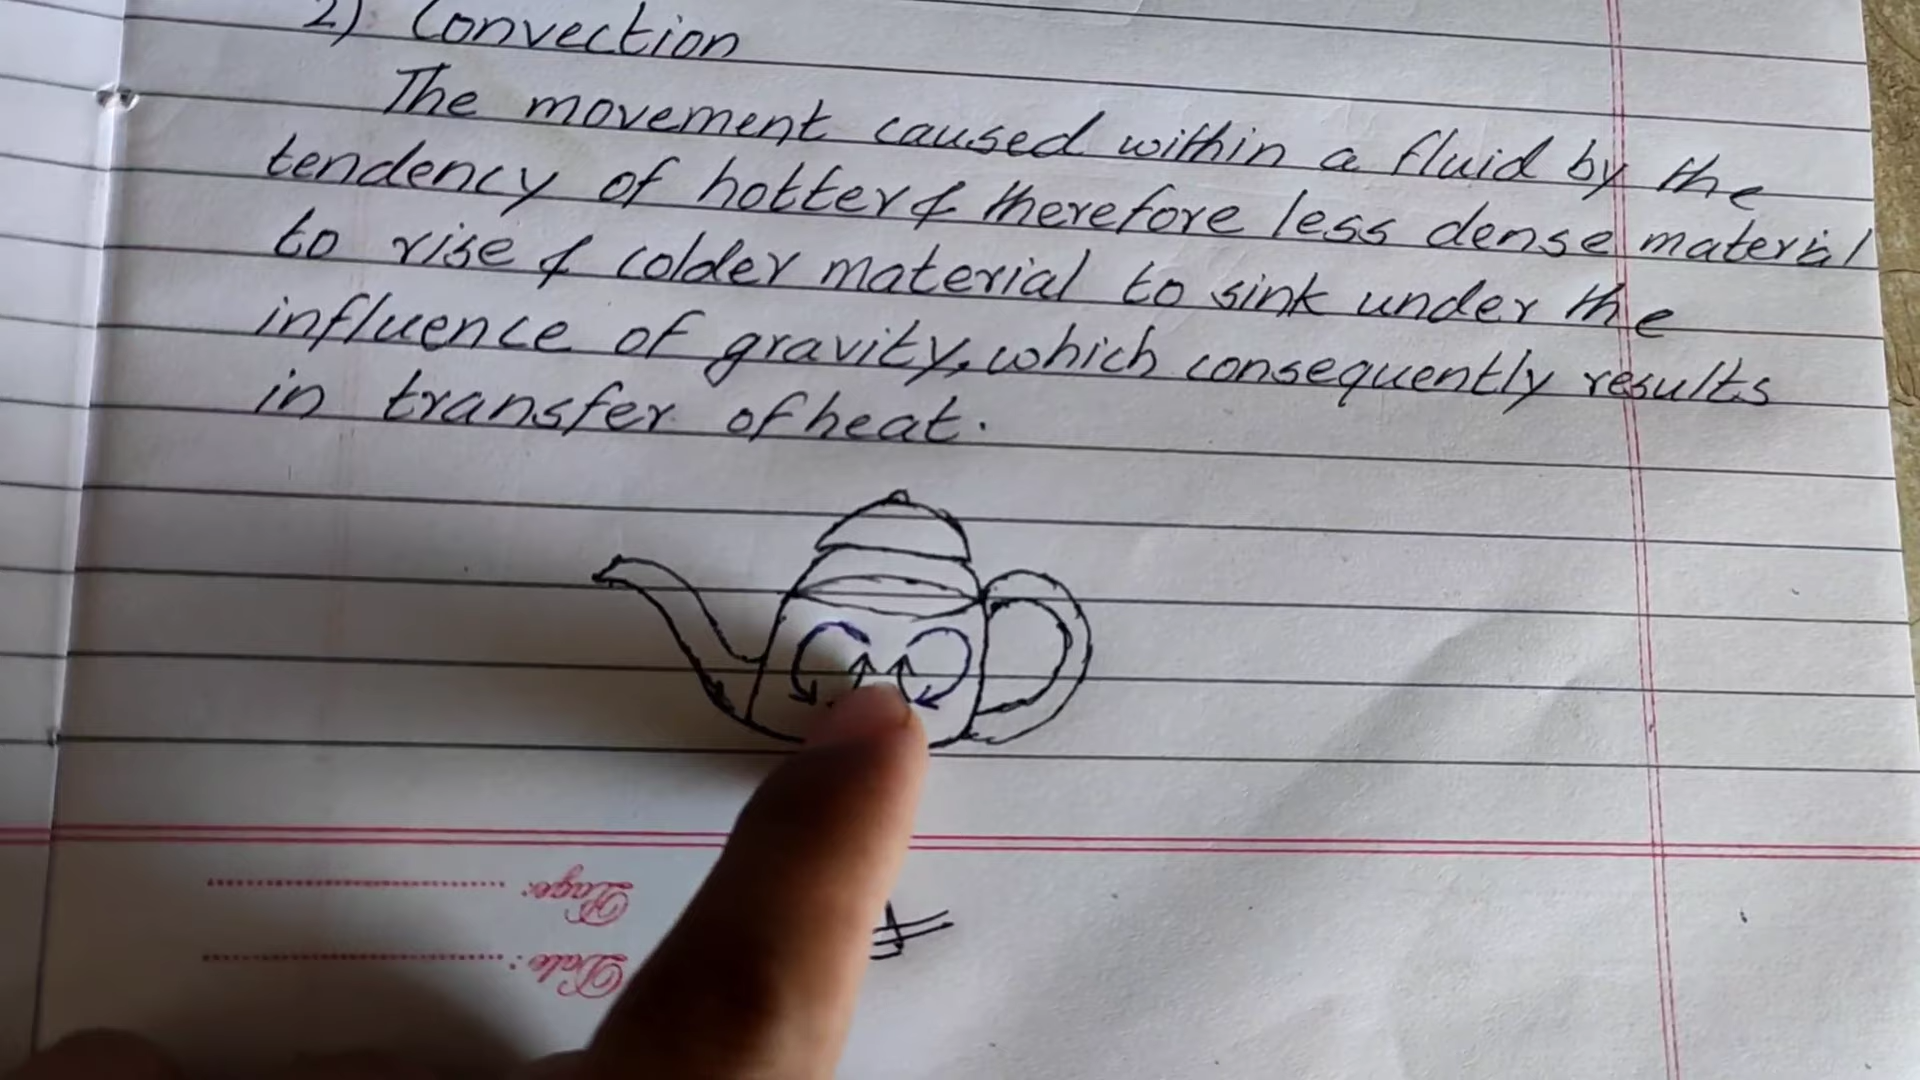 2) Convection
The movement caused within a fluid by the
tendency of hotter & therefore less dense material
to rise & colder material to sink under the
influence of gravity, which consequently results
in transfer of heat.
Page:
Date: